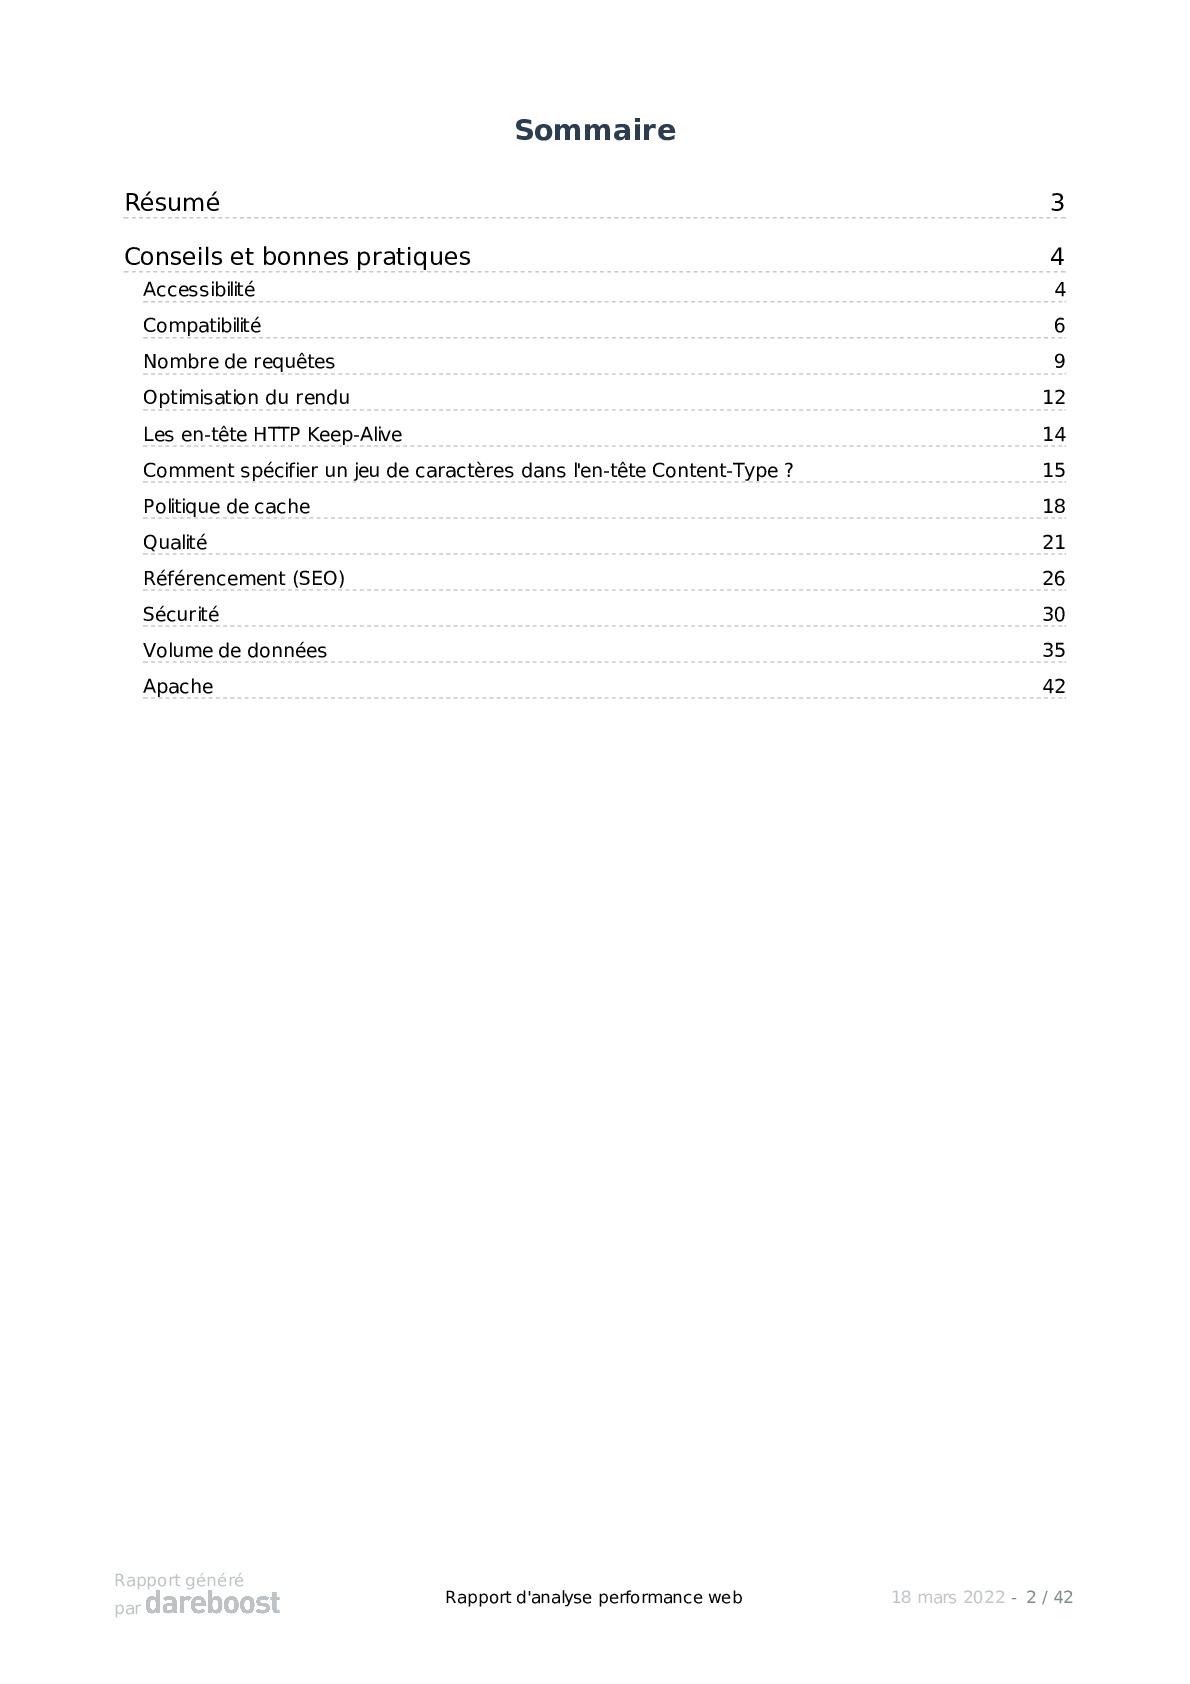 Sommaire
Résumé 3
Conseils et bonnes pratiques 4
Accessibilité 4
Compatibilité 6
Nombre de requêtes 9
Optimisation du rendu 12
Les en-tête HTTP Keep-Alive 14
Comment spécifier un jeu de caractères dans l'en-tête Content-Type ? 15
Politique de cache 18
Qualité 21
Référencement (SEO) 26
Sécurité 30
Volume de données 35
Apache 42
Rapport généré
par dareboost
Rapport d'analyse performance web
18 mars 2022 - 2 / 42